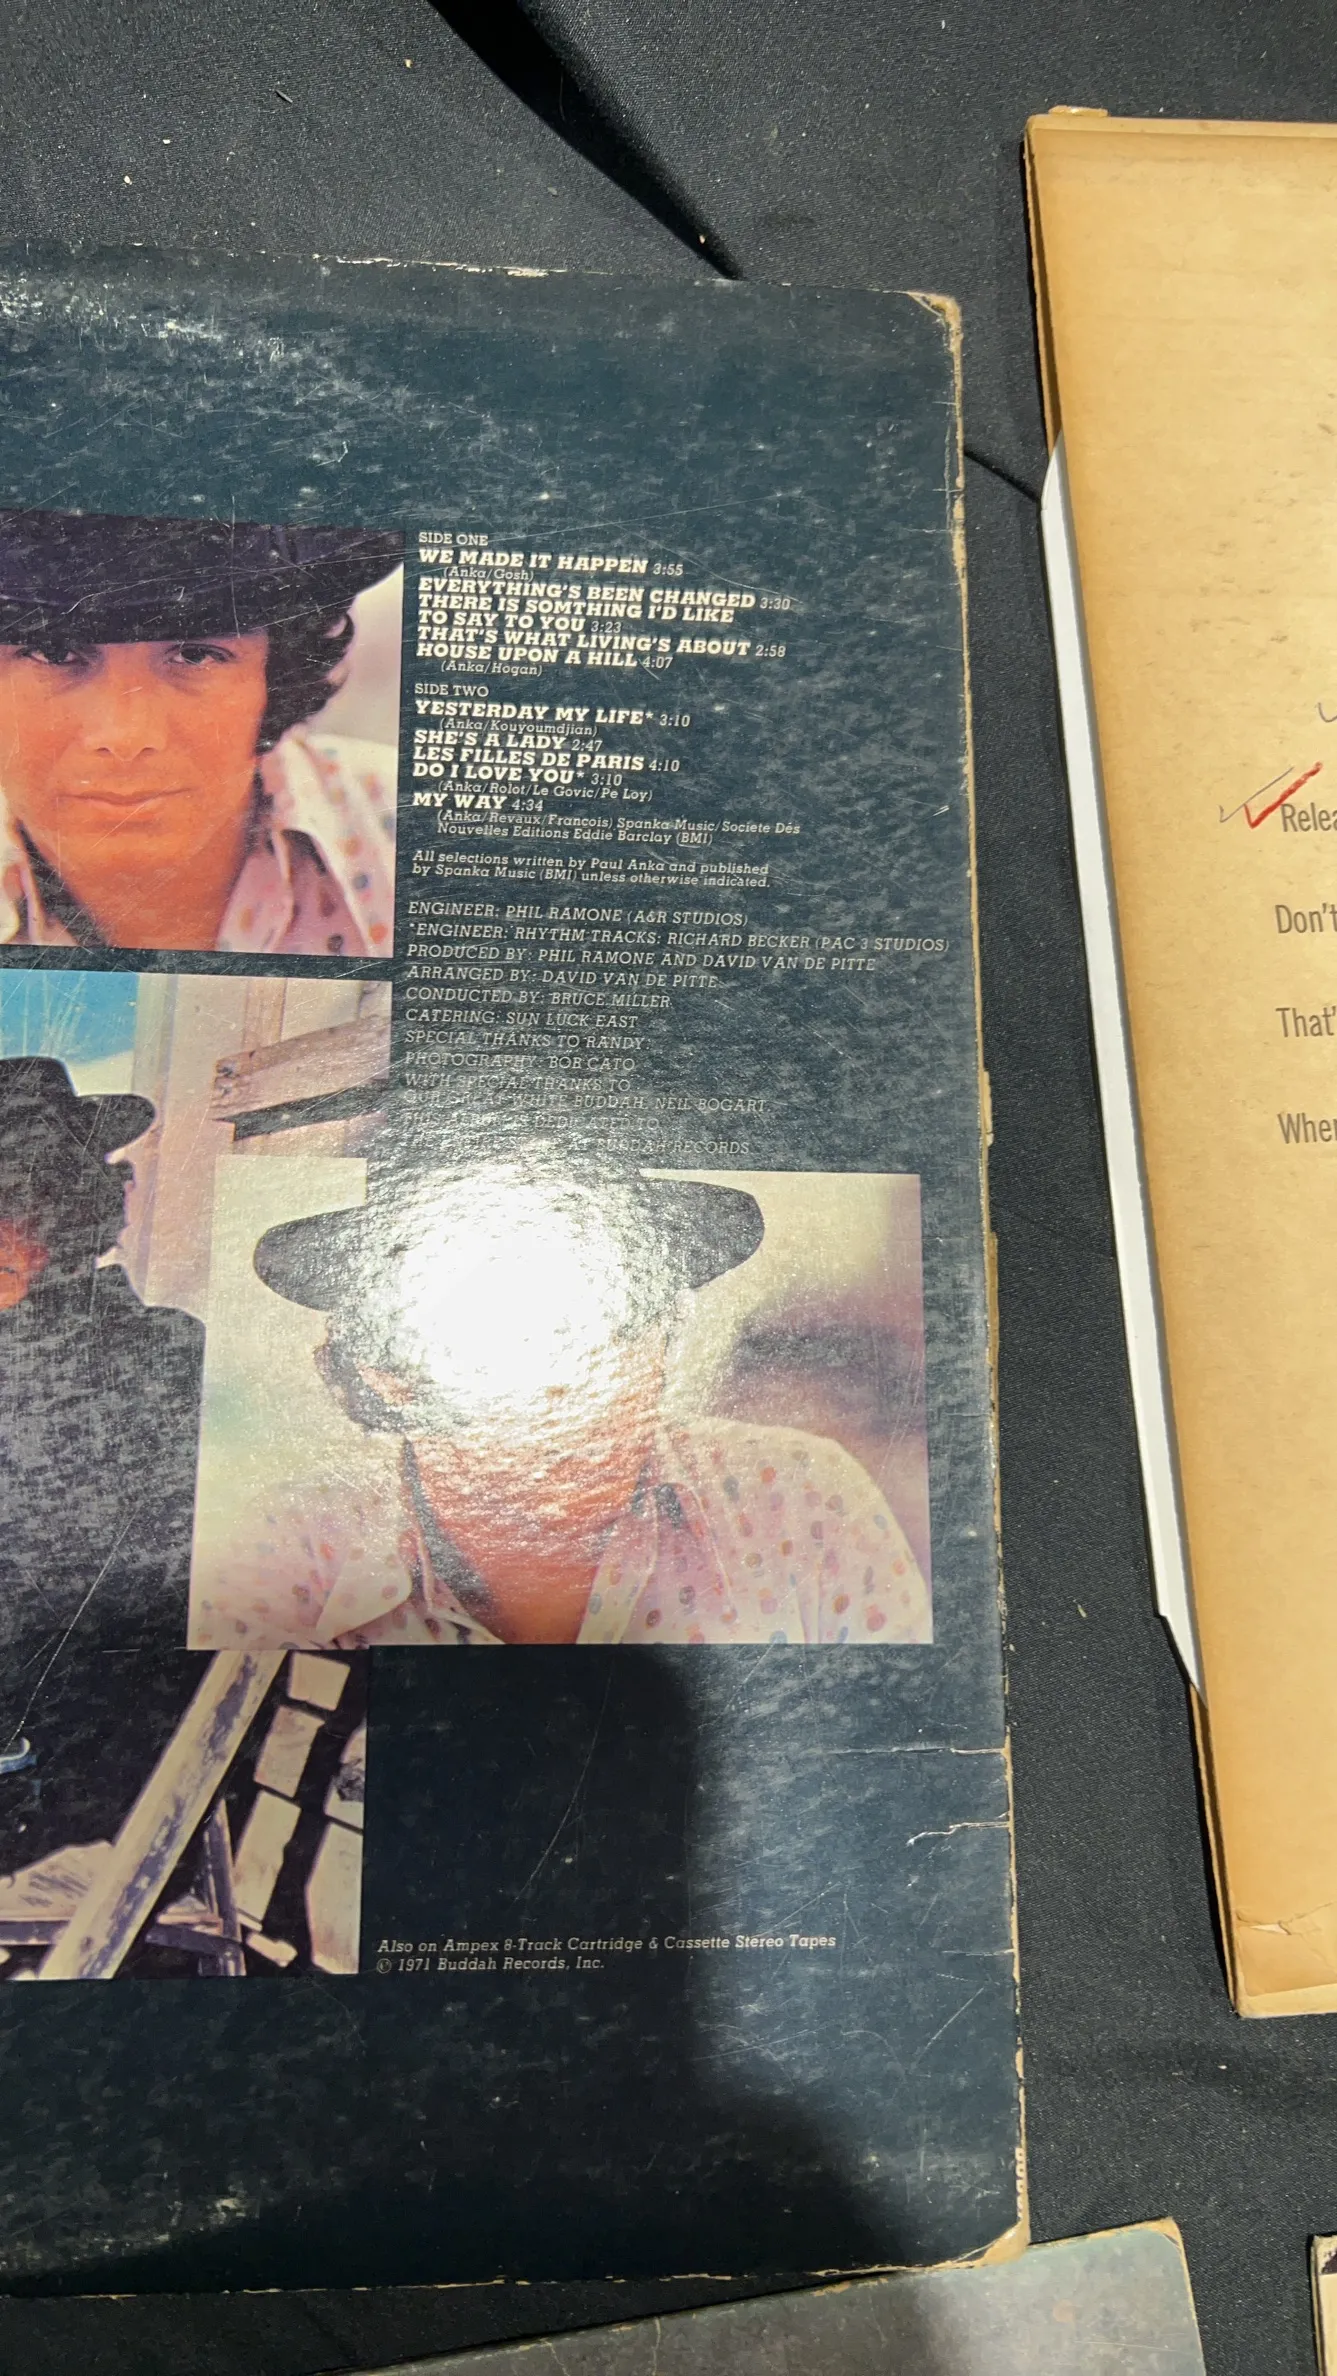 SIDE ONE
WE MADE IT HAPPEN 3:55
(Anka/Gosh)
EVERYTHING'S BEEN CHANGED 3:30
THERE IS SOMTHING I'D LIKE
TO SAY TO YOU 3:23
THAT'S WHAT LIVING'S ABOUT 2:58
HOUSE UPON A HILL 4:07
(Anka/Hogan)
SIDE TWO
YESTERDAY MY LIFE* 3:10
(Anka/Kouyoumdjian)
SHE'S A LADY 2:47
LES FILLES DE PARIS 4:10
DO I LOVE YOU* 3:10
(Anka/Rolot/Le Govic/Pe Loy)
MY WAY 4:34
(Anka/Revaux/Francois) Spanka Music/Societe Des
Nouvelles Editions Eddie Barclay (BMI)
All selections written by Paul Anka and published
by Spanka Music (BMI) unless otherwise indicated.
ENGINEER: PHIL RAMONE (A&R STUDIOS)
*ENGINEER: RHYTHM TRACKS: RICHARD BECKER (PAC 3 STUDIOS)
PRODUCED BY: PHIL RAMONE AND DAVID VAN DE PITTE
ARRANGED BY: DAVID VAN DE PITTE
CONDUCTED BY: BRUCE MILLER
CATERING: SUN LUCK EAST
SPECIAL THANKS TO RANDY
PHOTOGRAPHY: BOB CATO
WITH SPECIAL THANKS TO
OUR GREAT WHITE BUDDAH, NEIL BOGART.
THIS ALBUM IS DEDICATED TO
BUDDAH RECORDS
Also on Ampex 8-Track Cartridge & Cassette Stereo Tapes
℗ 1971 Buddah Records, Inc.
Relea
Don't
That'
When